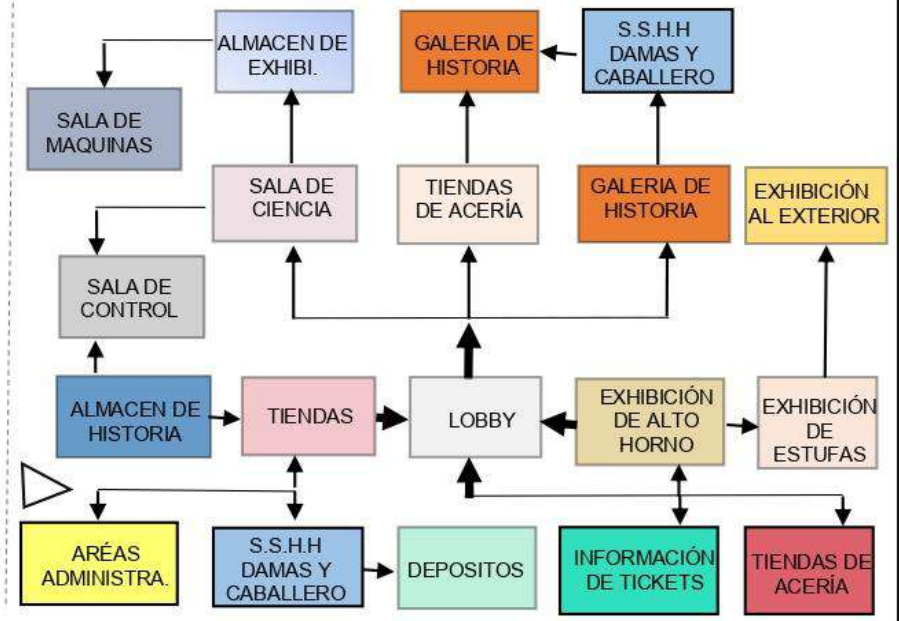 ALMACEN DE
EXHIBI.
GALERIA DE
HISTORIA
S.S.H.H
DAMAS Y
CABALLERO
SALA DE
MAQUINAS
SALA DE
CIENCIA
TIENDAS
DE ACERÍA
GALERIA DE
HISTORIA
EXHIBICIÓN
AL EXTERIOR
SALA DE
CONTROL
ALMACEN DE
HISTORIA
TIENDAS
LOBBY
EXHIBICIÓN
DE ALTO
HORNO
EXHIBICIÓN
DE
ESTUFAS
ARÉAS
ADMINISTRA.
S.S.H.H
DAMAS Y
CABALLERO
DEPOSITOS
INFORMACIÓN
DE TICKETS
TIENDAS DE
ACERÍA